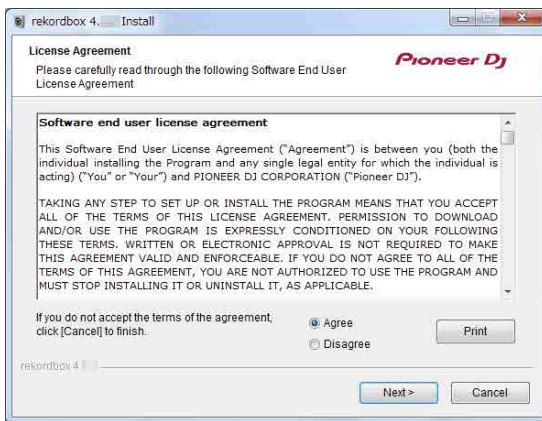 rekordbox 4. Install
License Agreement
Please carefully read through the following Software End User
License Agreement
Pioneer Dj
Software end user license agreement
This Software End User License Agreement ("Agreement") is between you (both the
individual installing the Program and any single legal entity for which the individual is
acting) ("You" or "Your") and PIONEER DJ CORPORATION ("Pioneer DJ").
TAKING ANY STEP TO SET UP OR INSTALL THE PROGRAM MEANS THAT YOU ACCEPT
ALL OF THE TERMS OF THIS LICENSE AGREEMENT. PERMISSION TO DOWNLOAD
AND/OR USE THE PROGRAM IS EXPRESSLY CONDITIONED ON YOUR FOLLOWING
THESE TERMS. WRITTEN OR ELECTRONIC APPROVAL IS NOT REQUIRED TO MAKE
THIS AGREEMENT VALID AND ENFORCEABLE. IF YOU DO NOT AGREE TO ALL OF THE
TERMS OF THIS AGREEMENT, YOU ARE NOT AUTHORIZED TO USE THE PROGRAM AND
MUST STOP INSTALLING IT OR UNINSTALL IT, AS APPLICABLE.
If you do not accept the terms of the agreement,
click [Cancel] to finish.
Agree
Disagree
Print
rekordbox 4
Next >
Cancel